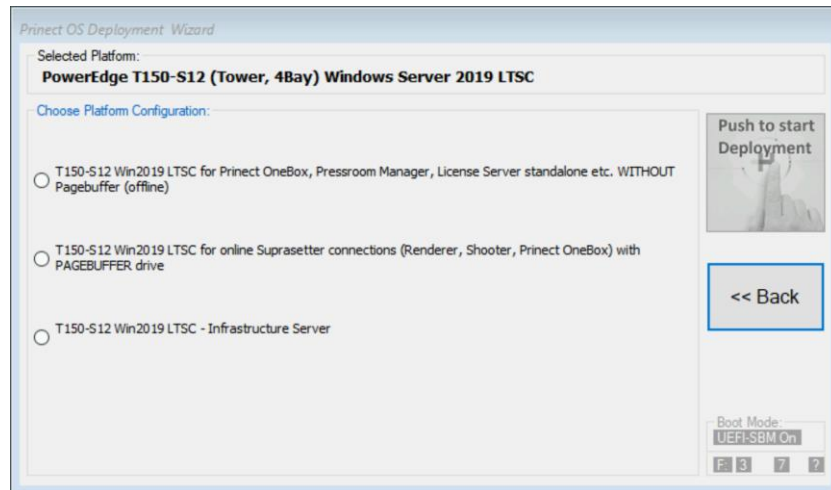 Prinect OS Deployment Wizard
Selected Platform:
PowerEdge T150-S12 (Tower, 4Bay) Windows Server 2019 LTSC
Choose Platform Configuration:
T150-S12 Win2019 LTSC for Prinect OneBox, Pressroom Manager, License Server standalone etc. WITHOUT
Pagebuffer (offline)
T150-S12 Win2019 LTSC for online Suprasetter connections (Renderer, Shooter, Prinect OneBox) with
PAGEBUFFER drive
T150-S12 Win2019 LTSC - Infrastructure Server
Push to start
Deployment
<< Back
Boot Mode:
UEFI-SBM On
F: 3 7 ?